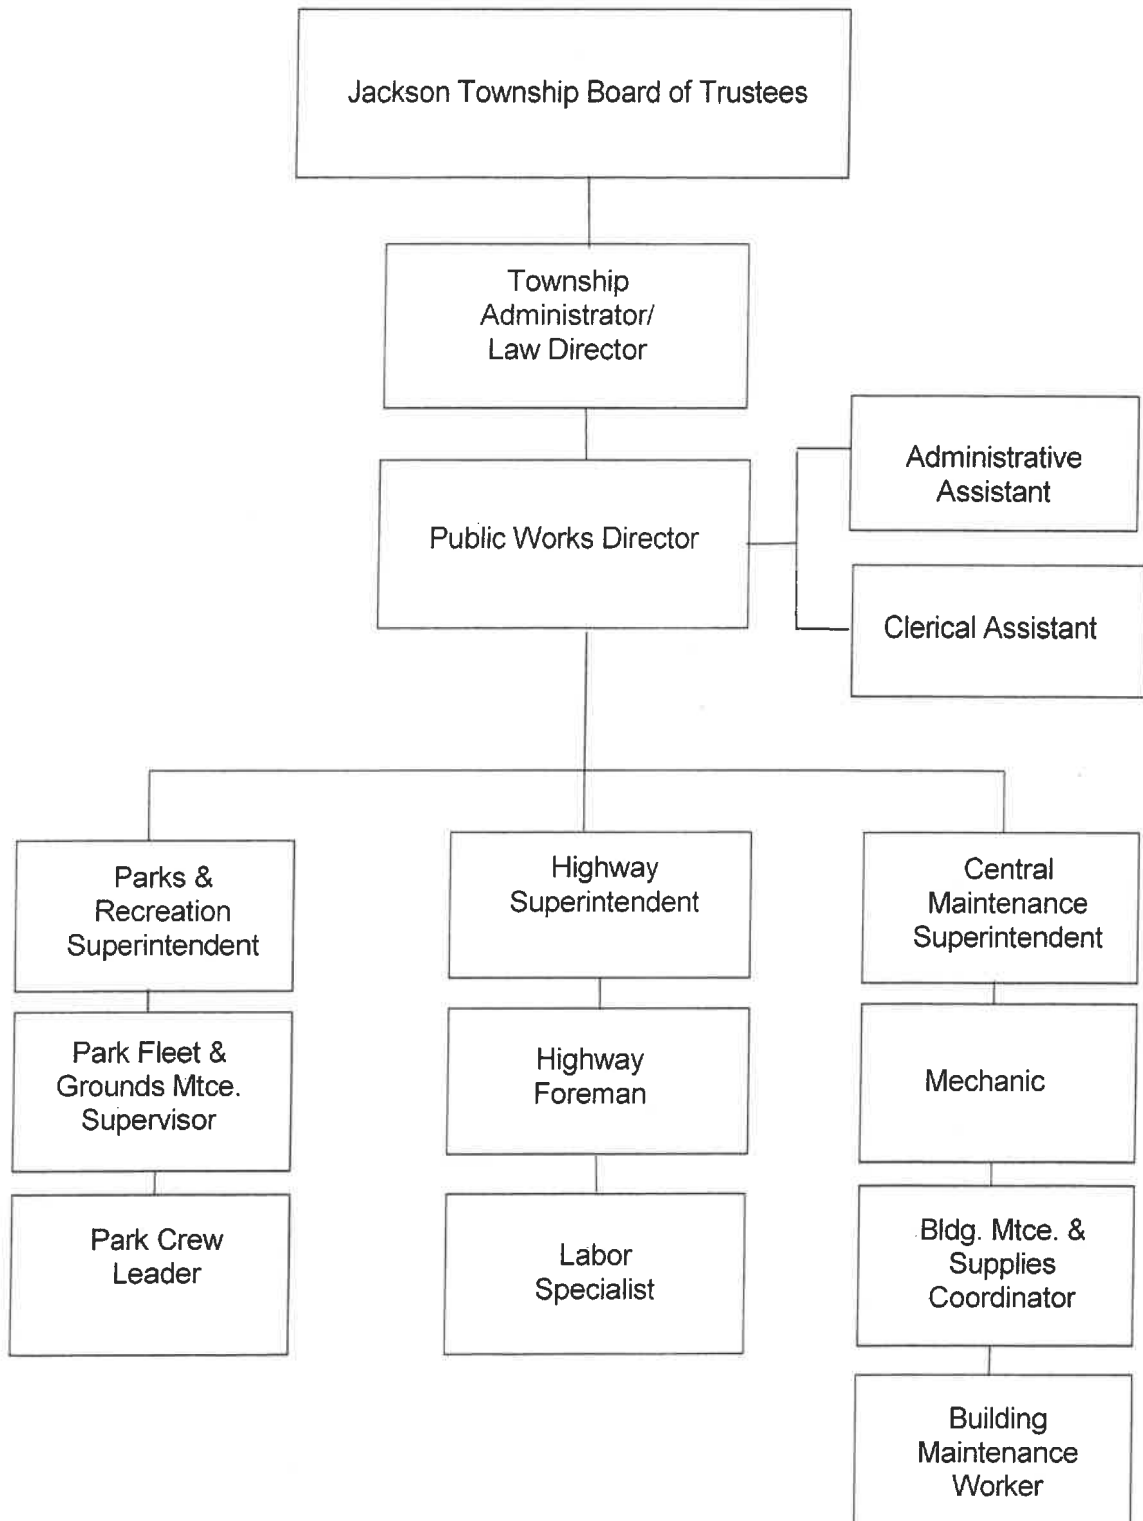 Jackson Township Board of Trustees
Township
Administrator/
Law Director
Public Works Director
Administrative
Assistant
Clerical Assistant
Parks &
Recreation
Superintendent
Highway
Superintendent
Central
Maintenance
Superintendent
Park Fleet &
Grounds Mtce.
Supervisor
Highway
Foreman
Mechanic
Park Crew
Leader
Labor
Specialist
Bldg. Mtce. &
Supplies
Coordinator
Building
Maintenance
Worker